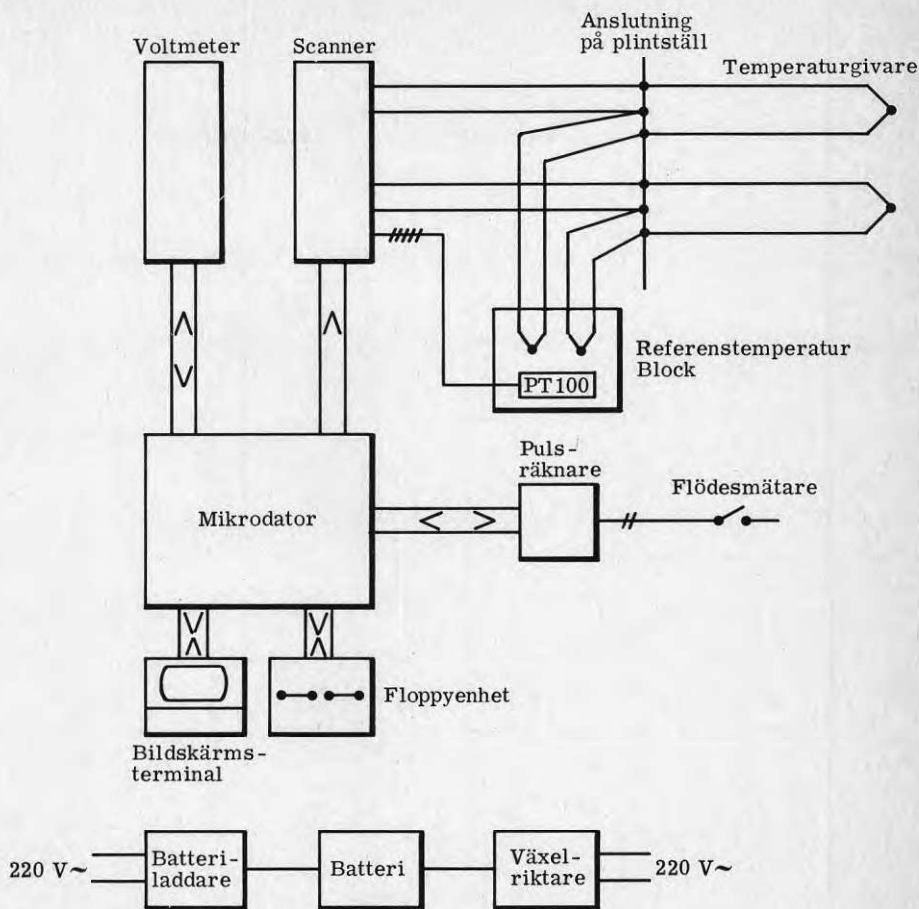 Voltmeter
Scanner
Anslutning
på plintställ
Temperaturgivare
Referenstemperatur
Block
PT100
Puls-
räknare
Flödesmätare
Mikrodator
Floppyenhet
Bildskärms-
terminal
220 V~
Batteri-
laddare
Batteri
Växel-
riktare
220 V~